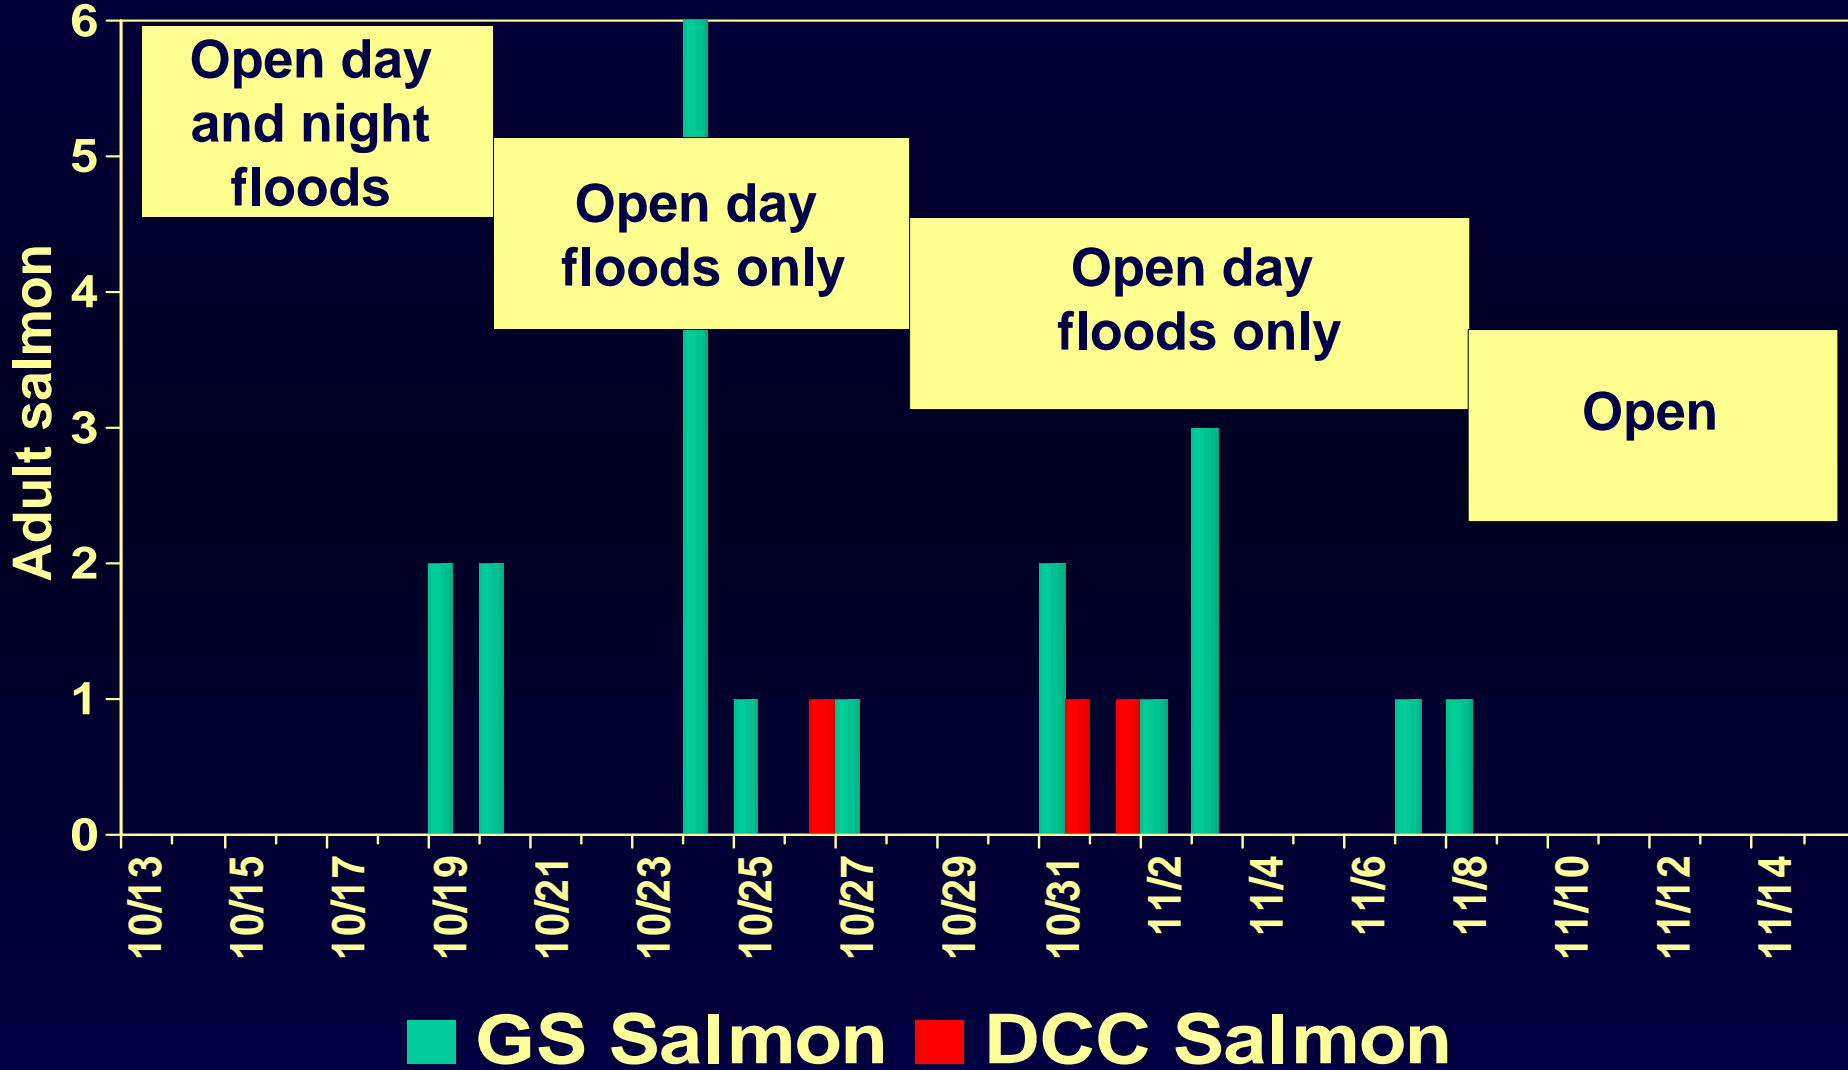 6
5
4
3
2
1
0
Adult salmon
Open day
and night
floods
Open day
floods only
Open day
floods only
Open
10/13
10/15
10/17
10/19
10/21
10/23
10/25
10/27
10/29
10/31
11/2
11/4
11/6
11/8
11/10
11/12
11/14
GS Salmon DCC Salmon